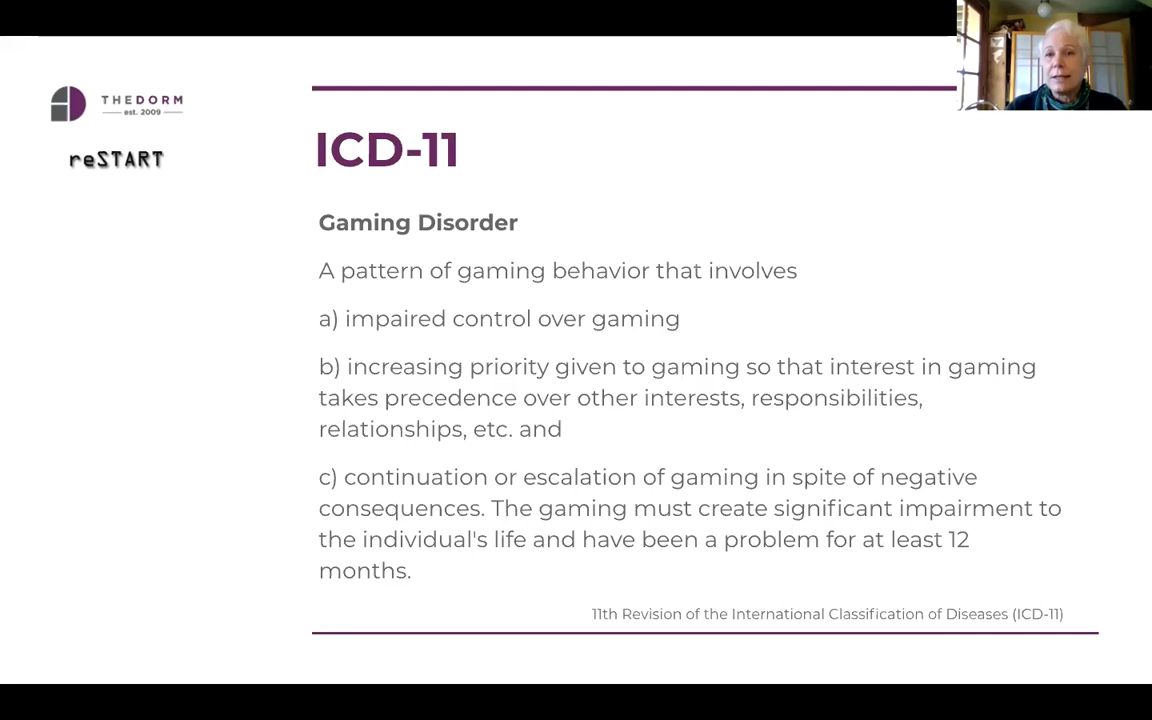 THEDORM
est. 2009
reSTART
ICD-11
Gaming Disorder
A pattern of gaming behavior that involves
a) impaired control over gaming
b) increasing priority given to gaming so that interest in gaming
takes precedence over other interests, responsibilities,
relationships, etc. and
c) continuation or escalation of gaming in spite of negative
consequences. The gaming must create significant impairment to
the individual's life and have been a problem for at least 12
months.
11th Revision of the International Classification of Diseases (ICD-11)